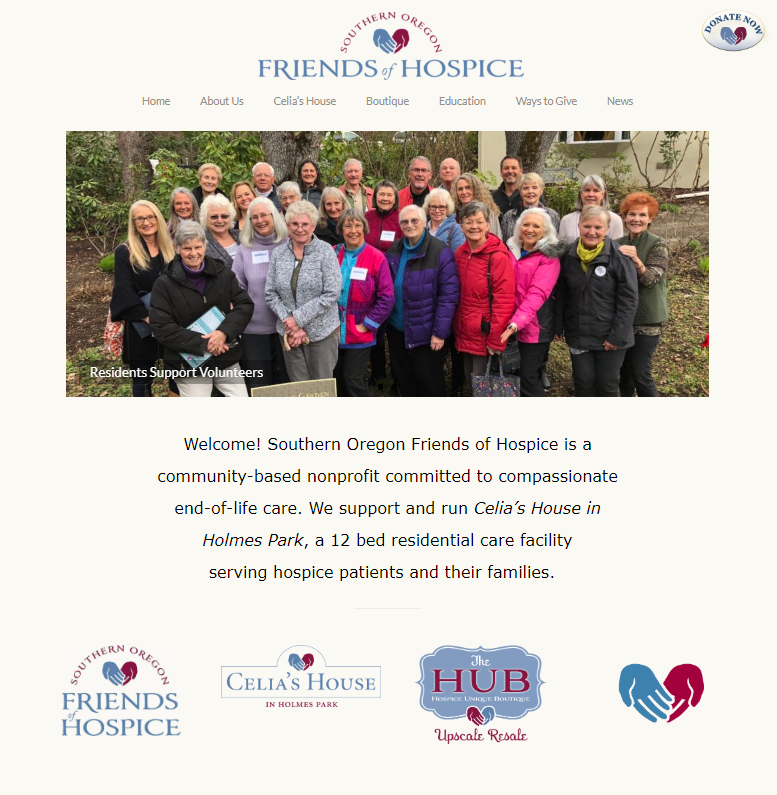 SOUTHERN OREGON
FRIENDS of HOSPICE
DONATE NOW
Home About Us Celia's House Boutique Education Ways to Give News
Residents Support Volunteers
Welcome! Southern Oregon Friends of Hospice is a
community-based nonprofit committed to compassionate
end-of-life care. We support and run Celia’s House in
Holmes Park, a 12 bed residential care facility
serving hospice patients and their families.
SOUTHERN OREGON
FRIENDS
of
HOSPICE
CELIA'S HOUSE
IN HOLMES PARK
The
HUB
HOSPICE UNIQUE BOUTIQUE
Upscale Resale